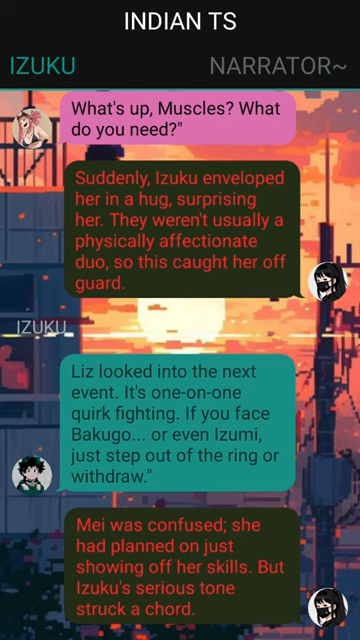 INDIAN TS
IZUKU NARRATOR~
What's up, Muscles? What
do you need?"
Suddenly, Izuku enveloped
her in a hug, surprising
her. They weren't usually a
physically affectionate
duo, so this caught her off
guard.
IZUKU
Liz looked into the next
event. It's one-on-one
quirk fighting. If you face
Bakugo... or even Izumi,
just step out of the ring or
withdraw."
Mei was confused; she
had planned on just
showing off her skills. But
Izuku's serious tone
struck a chord.